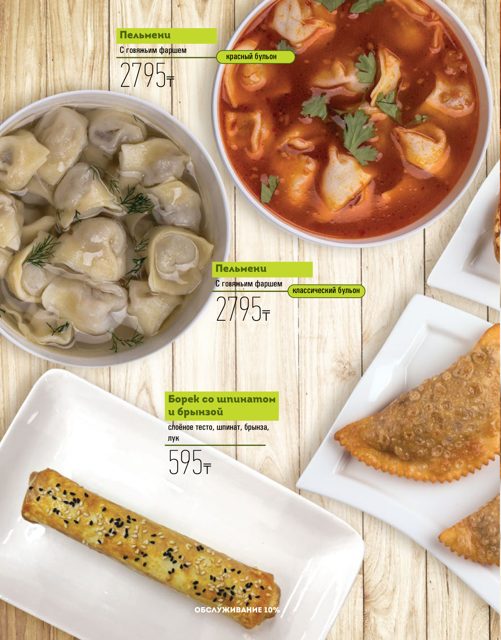 Пельмени
С говяжьим фаршем
красный бульон
2795₸
Пельмени
С говяжьим фаршем
классический бульон
2795₸
Борек со шпинатом
и брынзой
слоёное тесто, шпинат, брынза,
лук
595₸
ОБСЛУЖИВАНИЕ 10%